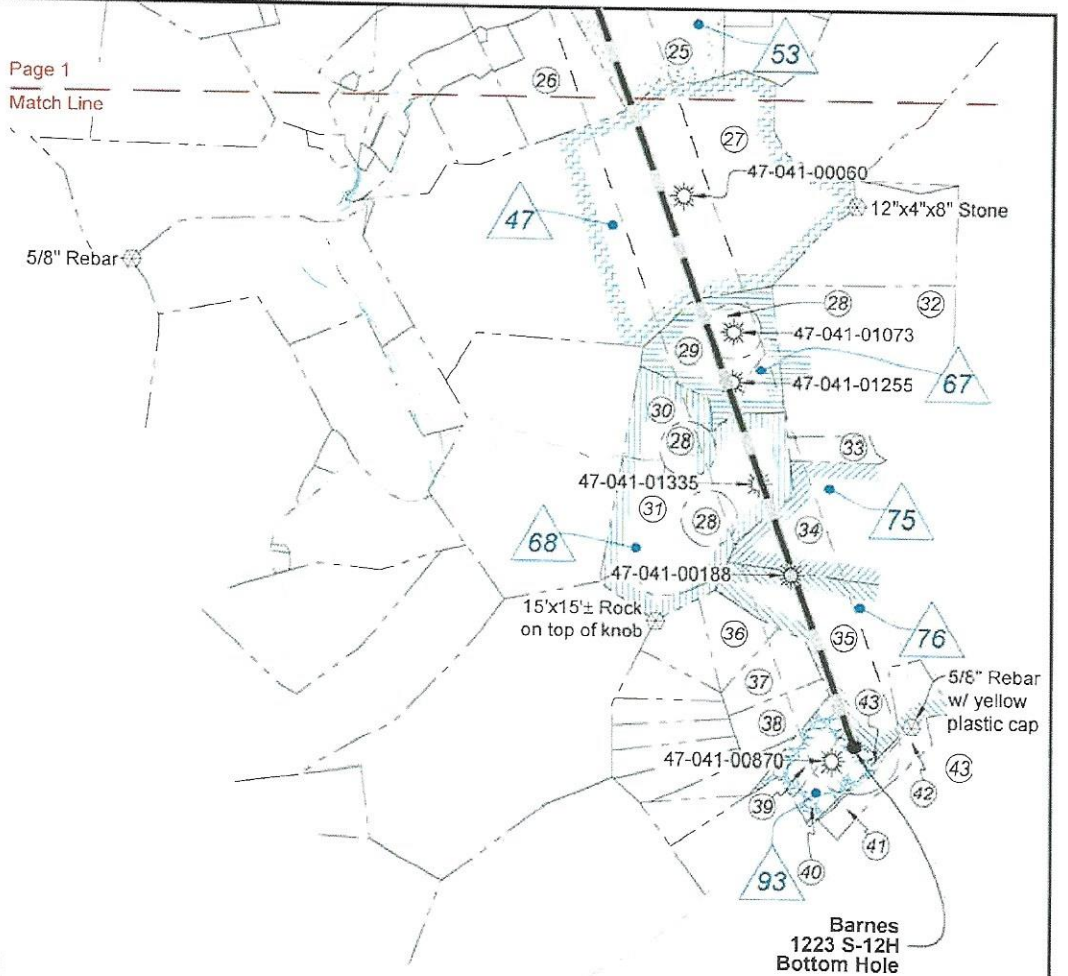 53
25
Page 1
26
Match Line
27
47-041-00060
12"x4"x8" Stone
47
5/8" Rebar
28
32
47-041-01073
29
67
47-041-01255
30
28
33
47-041-01335
31
28
75
34
68
47-041-00188
15'x15'± Rock
on top of knob
36
35
76
37
5/8" Rebar
w/ yellow
plastic cap
43
38
47-041-00870
43
39
42
41
40
93
Barnes
1223 S-12H
Bottom Hole